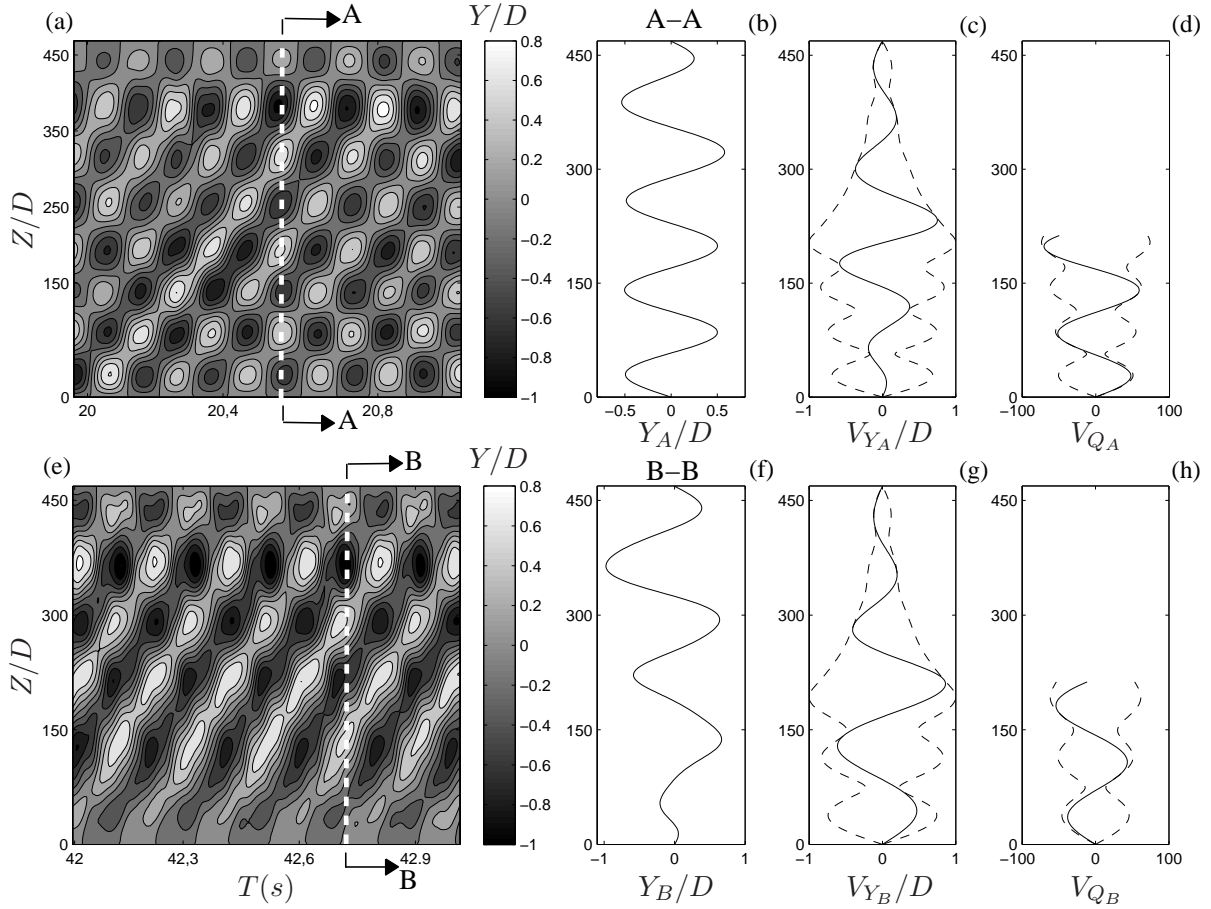 (a) A Y/D A–A (b) (c) (d)
Z/D
450
350
300
250
150
50
0
20 20,4 20,8
A
0.8
0.6
0.4
0.2
0
−0.2
−0.4
−0.6
−0.8
−1
450
300
150
0
−0.5 0 0.5
Y_A/D
450
300
150
0
−1 0 1
V_{Y_A}/D
450
300
150
0
−100 0 100
V_{Q_A}
(e) B Y/D B–B (f) (g) (h)
Z/D
450
300
150
0
42 42,3 42,6 42.9
T(s)
B
0.8
0.6
0.4
0.2
0
−0.2
−0.4
−0.6
−0.8
−1
450
300
150
0
−1 0 1
Y_B/D
450
300
150
0
−1 0 1
V_{Y_B}/D
450
300
150
0
−100 0 100
V_{Q_B}